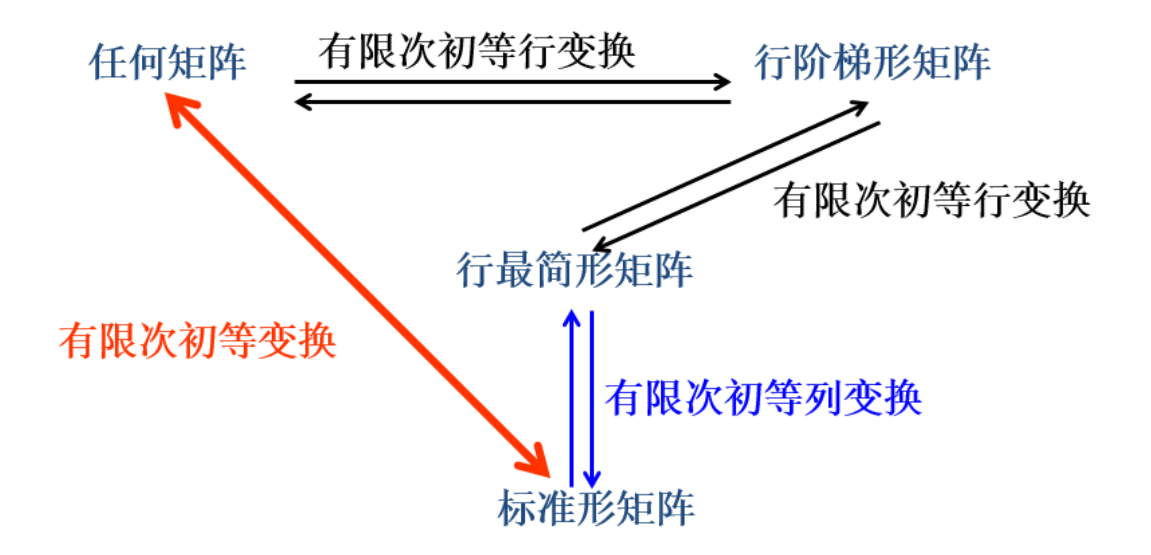 任何矩阵
有限次初等行变换
行阶梯形矩阵
有限次初等行变换
行最简形矩阵
有限次初等变换
有限次初等列变换
标准形矩阵